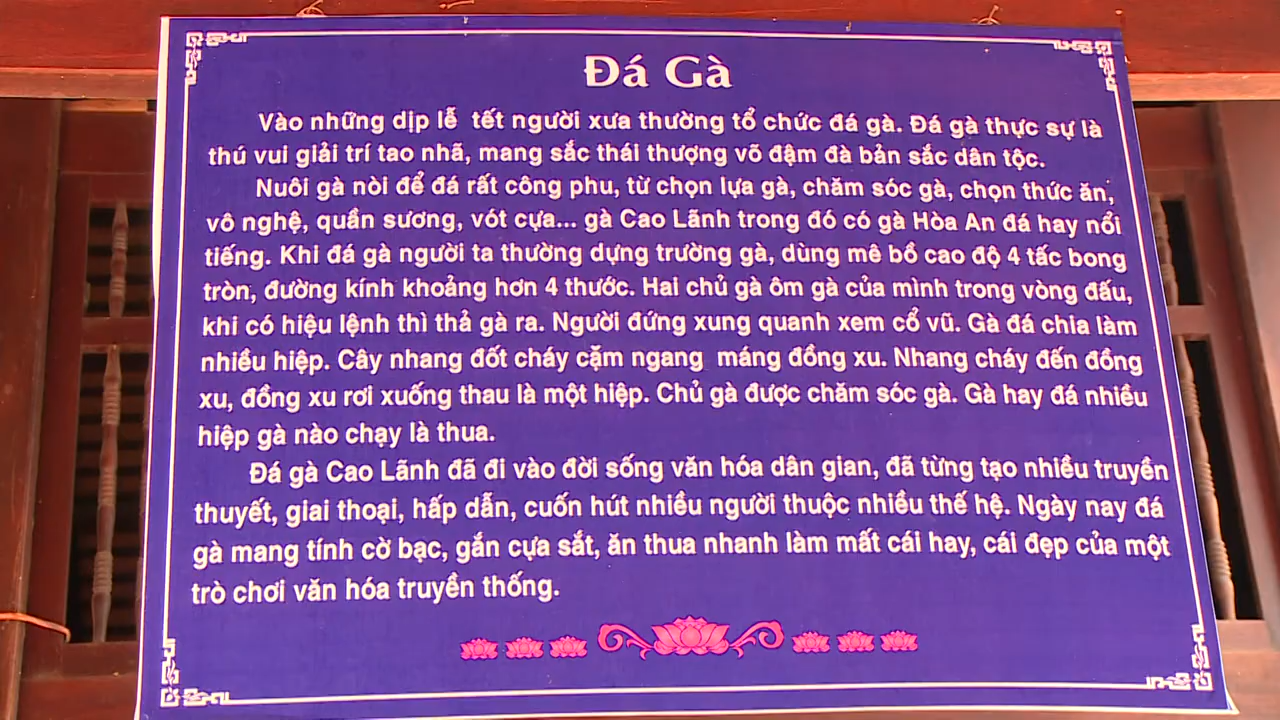 Đá Gà
Vào những dịp lễ tết người xưa thường tổ chức đá gà. Đá gà thực sự là
thú vui giải trí tao nhã, mang sắc thái thượng võ đậm đà bản sắc dân tộc.
Nuôi gà nòi để đá rất công phu, từ chọn lựa gà, chăm sóc gà, chọn thức ăn,
vô nghệ, quần sương, vót cựa... gà Cao Lãnh trong đó có gà Hòa An đá hay nổi
tiếng. Khi đá gà người ta thường dựng trường gà, dùng mê bồ cao độ 4 tấc bong
tròn, đường kính khoảng hơn 4 thước. Hai chủ gà ôm gà của mình trong vòng đấu,
khi có hiệu lệnh thì thả gà ra. Người đứng xung quanh xem cổ vũ. Gà đá chia làm
nhiều hiệp. Cây nhang đốt cháy cặm ngang máng đồng xu. Nhang cháy đến đồng
xu, đồng xu rơi xuống thau là một hiệp. Chủ gà được chăm sóc gà. Gà hay đá nhiều
hiệp gà nào chạy là thua.
Đá gà Cao Lãnh đã đi vào đời sống văn hóa dân gian, đã từng tạo nhiều truyền
thuyết, giai thoại, hấp dẫn, cuốn hút nhiều người thuộc nhiều thế hệ. Ngày nay đá
gà mang tính cờ bạc, gắn cựa sắt, ăn thua nhanh làm mất cái hay, cái đẹp của một
trò chơi văn hóa truyền thống.